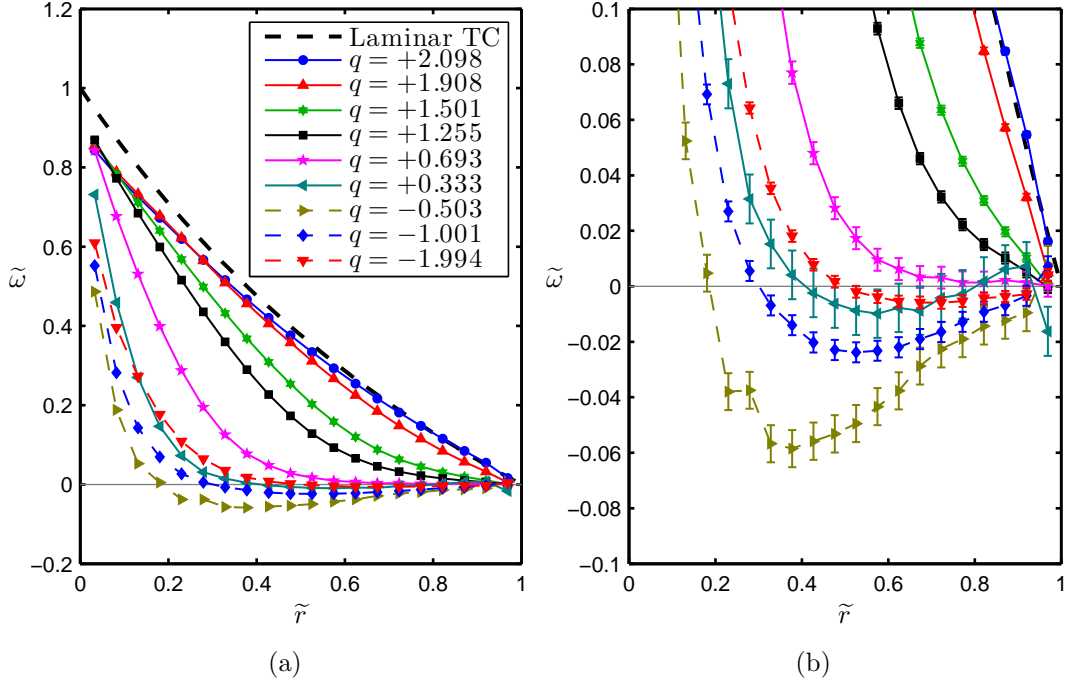 1.2
1
0.8
0.6
0.4
0.2
0
−0.2
ω̃
0
0.2
0.4
0.6
0.8
1
r̃
Laminar TC
q = +2.098
q = +1.908
q = +1.501
q = +1.255
q = +0.693
q = +0.333
q = −0.503
q = −1.001
q = −1.994
(a)
0.1
0.08
0.06
0.04
0.02
0
−0.02
−0.04
−0.06
−0.08
−0.1
ω̃
0
0.2
0.4
0.6
0.8
1
r̃
(b)